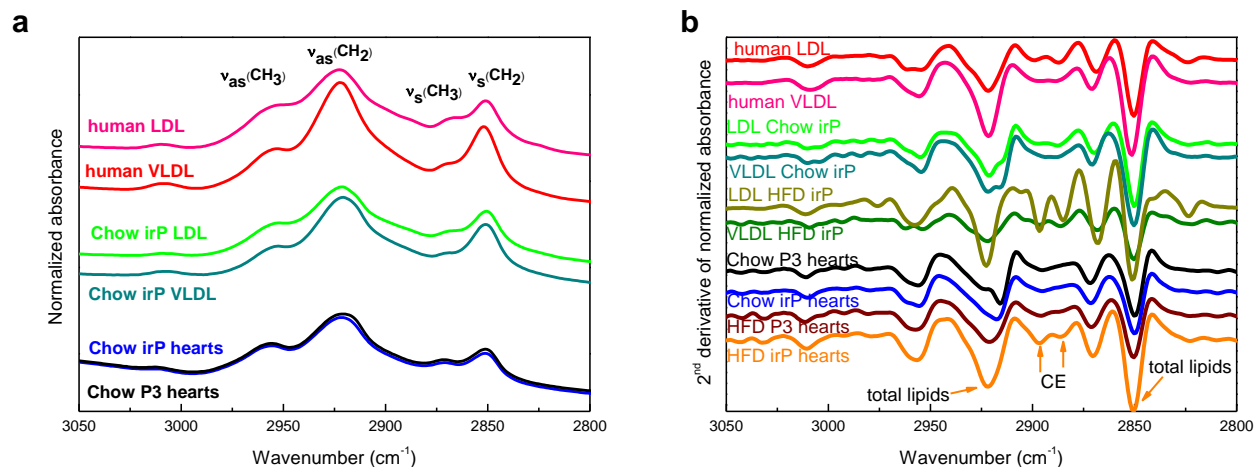 a
ν_as(CH₃)
ν_as(CH₂)
ν_s(CH₃)
ν_s(CH₂)
human LDL
human VLDL
Chow irP LDL
Chow irP VLDL
Chow irP hearts
Chow P3 hearts
Normalized absorbance
3050 3000 2950 2900 2850 2800
Wavenumber (cm⁻¹)
b
human LDL
human VLDL
LDL Chow irP
VLDL Chow irP
LDL HFD irP
VLDL HFD irP
Chow P3 hearts
Chow irP hearts
HFD P3 hearts
HFD irP hearts
total lipids
CE
total lipids
2ⁿᵈ derivative of normalized absorbance
3050 3000 2950 2900 2850 2800
Wavenumber (cm⁻¹)